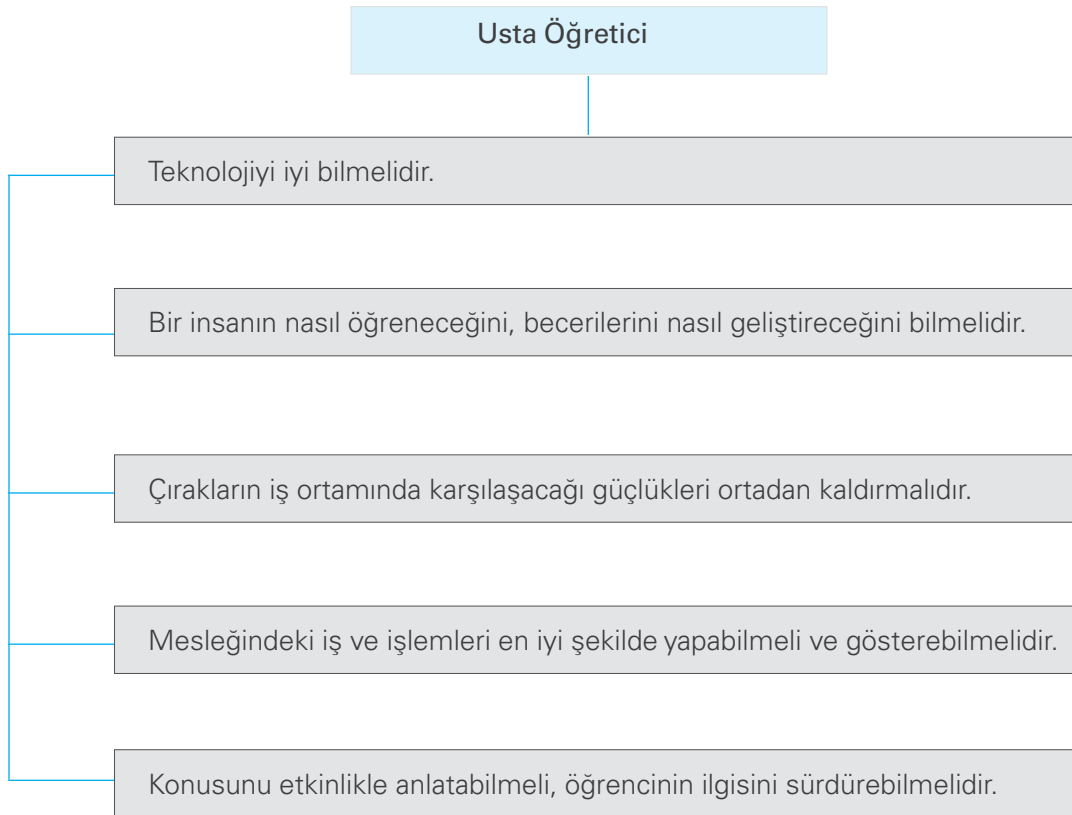 Usta Öğretici
Teknolojiyi iyi bilmelidir.
Bir insanın nasıl öğreneceğini, becerilerini nasıl geliştireceğini bilmelidir.
Çırakların iş ortamında karşılaşacağı güçlükleri ortadan kaldırmalıdır.
Mesleğindeki iş ve işlemleri en iyi şekilde yapabilmeli ve gösterebilmelidir.
Konusunu etkinlikle anlatabilmeli, öğrencinin ilgisini sürdürebilmelidir.